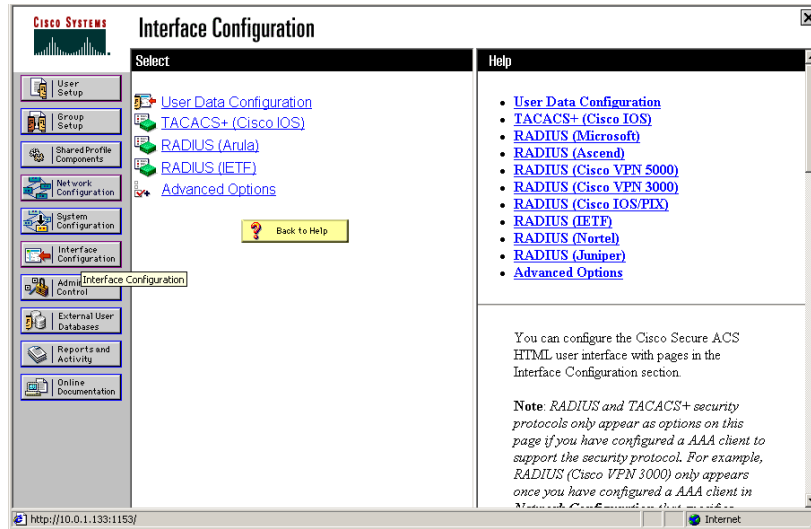 CISCO SYSTEMS
Interface Configuration
Select
Help
User
Setup
Group
Setup
Shared Profile
Components
Network
Configuration
System
Configuration
Interface
Configuration
Interface Configuration
Control
External User
Databases
Reports and
Activity
Online
Documentation
User Data Configuration
TACACS+ (Cisco IOS)
RADIUS (Arula)
RADIUS (IETF)
Advanced Options
Back to Help
User Data Configuration
TACACS+ (Cisco IOS)
RADIUS (Microsoft)
RADIUS (Ascend)
RADIUS (Cisco VPN 5000)
RADIUS (Cisco VPN 3000)
RADIUS (Cisco IOS/PIX)
RADIUS (IETF)
RADIUS (Nortel)
RADIUS (Juniper)
Advanced Options
You can configure the Cisco Secure ACS
HTML user interface with pages in the
Interface Configuration section.
Note: RADIUS and TACACS+ security
protocols only appear as options on this
page if you have configured a AAA client to
support the security protocol. For example,
RADIUS (Cisco VPN 3000) only appears
once you have configured a AAA client in
Network Configuration that specifies
http://10.0.1.133:1153/
Internet